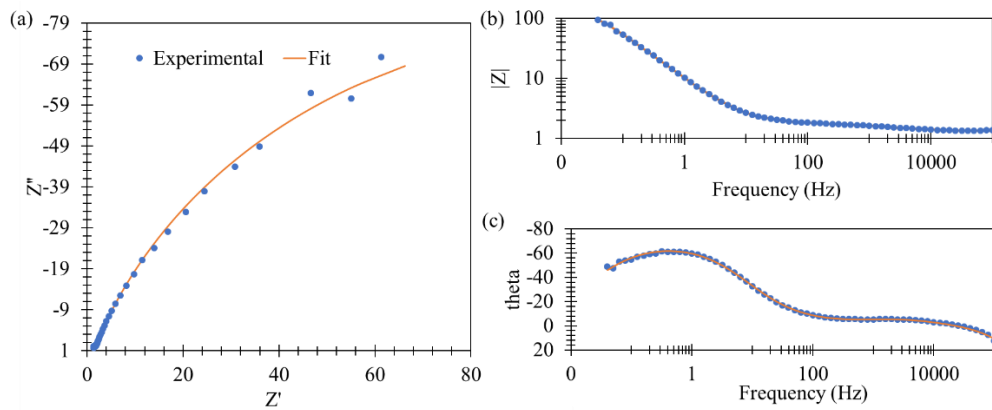 (a)
-79
-69
-59
-49
-39
-29
-19
-9
1
Z''
Experimental
Fit
0
20
40
60
80
Z'
(b)
100
10
1
|Z|
0
1
100
10000
Frequency (Hz)
(c)
-80
-60
-40
-20
0
20
theta
0
1
100
10000
Frequency (Hz)